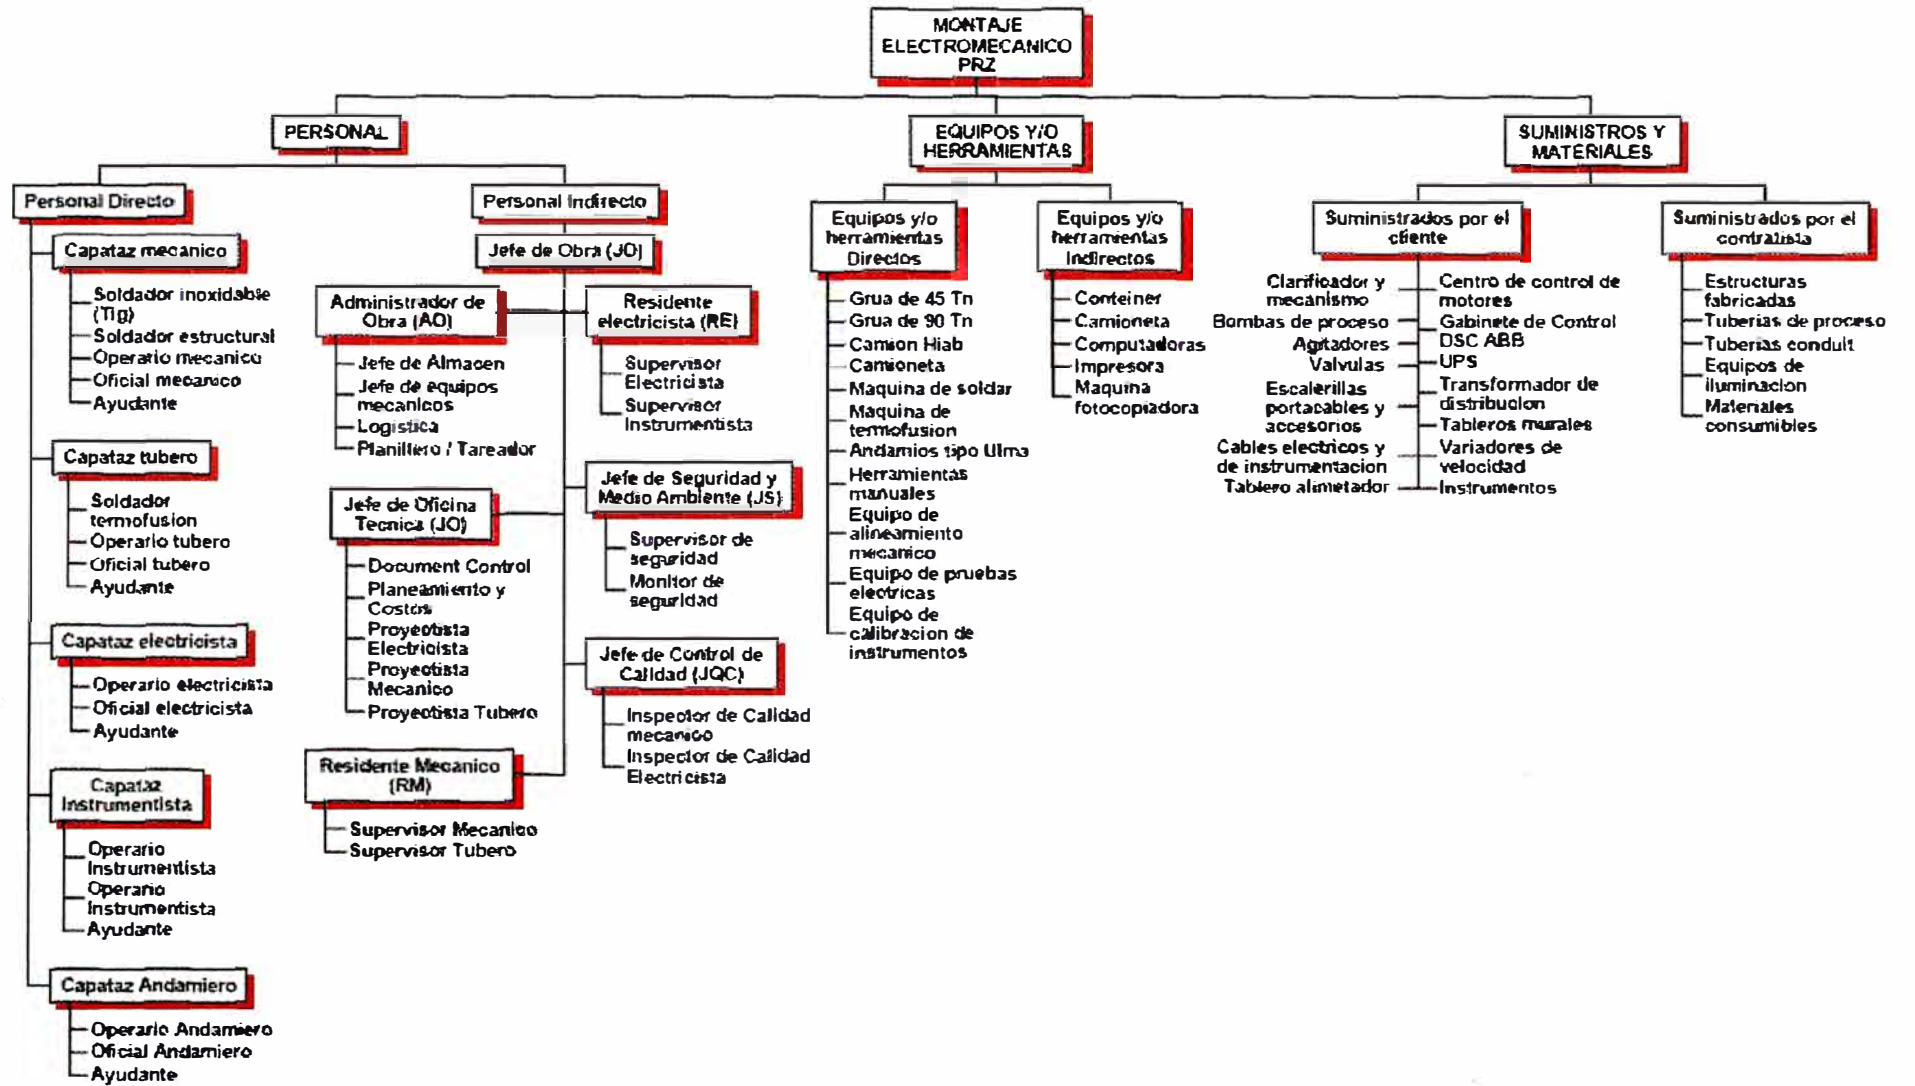 MONTAJE
ELECTROMECANICO
PRZ
PERSONAL
Personal Directo
Capataz mecanico
Soldador inoxidable
(Tig)
Soldador estructural
Operario mecanico
Oficial mecanico
Ayudante
Capataz tubero
Soldador
termofusion
Operario tubero
Oficial tubero
Ayudante
Capataz electricista
Operario electricista
Oficial electricista
Ayudante
Capataz
Instrumentista
Operario
Instrumentista
Operario
Instrumentista
Ayudante
Capataz Andamiero
Operario Andamiero
Oficial Andamiero
Ayudante
Personal Indirecto
Jefe de Obra (JO)
Administrador de
Obra (AO)
Jefe de Almacen
Jefe de equipos
mecanicos
Logistica
Planillero / Tareador
Residente
electricista (RE)
Supervisor
Electricista
Supervisor
Instrumentista
Jefe de Oficina
Tecnica (JO)
Document Control
Planeamiento y
Costos
Proyectista
Electricista
Proyectista
Mecanico
Proyectista Tubero
Jefe de Seguridad y
Medio Ambiente (JS)
Supervisor de
seguridad
Monitor de
seguridad
Jefe de Control de
Calidad (JQC)
Inspector de Calidad
mecanico
Inspector de Calidad
Electricista
Residente Mecanico
(RM)
Supervisor Mecanico
Supervisor Tubero
EQUIPOS Y/O
HERRAMIENTAS
Equipos y/o
herramientas
Directos
Grua de 45 Tn
Grua de 90 Tn
Camion Hiab
Camioneta
Maquina de soldar
Maquina de
termofusion
Andamios tipo Ulma
Herramientas
manuales
Equipo de
alineamiento
mecanico
Equipo de pruebas
electricas
Equipo de
calibracion de
instrumentos
Equipos y/o
herramientas
Indirectos
Conteiner
Camioneta
Computadoras
Impresora
Maquina
fotocopiadora
SUMINISTROS Y
MATERIALES
Suministrados por el
cliente
Clarificador y
mecanismo
Bombas de proceso
Agitadores
Valvulas
Escalerillas
portacables y
accesorios
Cables electricos y
de instrumentacion
Tablero alimetador
Centro de control de
motores
Gabinete de Control
DSC ABB
UPS
Transformador de
distribucion
Tableros murales
Variadores de
velocidad
Instrumentos
Suministrados por el
contratista
Estructuras
fabricadas
Tuberias de proceso
Tuberias conduit
Equipos de
iluminacion
Materiales
consumibles